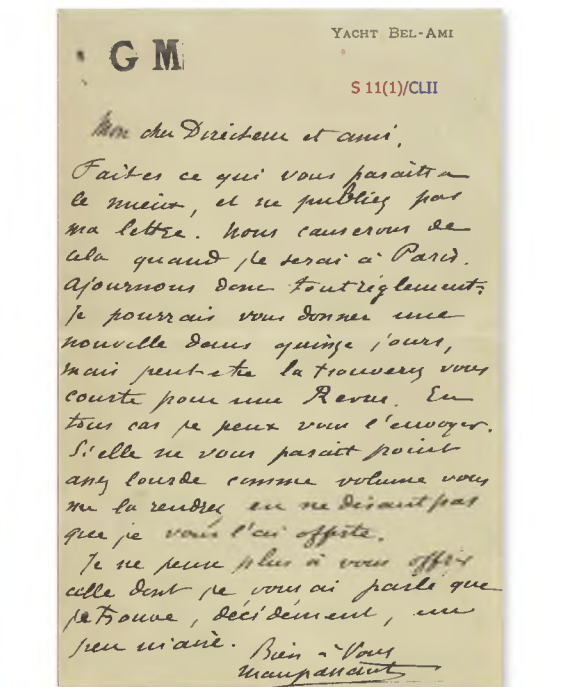 YACHT BEL-AMI
G M
S 11(1)/CLII
Mon cher Directeur et ami,
Faites ce qui vous paraîtra
le mieux, et ne publiez pas
ma lettre. Nous causerons de
cela quand je serai à Paris.
Ajournons donc tout règlement.
Je pourrais vous donner une
nouvelle dans quinze jours,
mais peut-être la trouverez vous
courte pour une Revue. En
tous cas je peux vous l'envoyer.
Si elle ne vous parait point
assez lourde comme volume vous
me la rendrez en ne disant pas
que je vous l'ai offerte.
Je ne pense plus à vous offrir
celle dont je vous ai parlé que
je trouve, décidément, un
peu niaise.
Bien à Vous
Maupassant